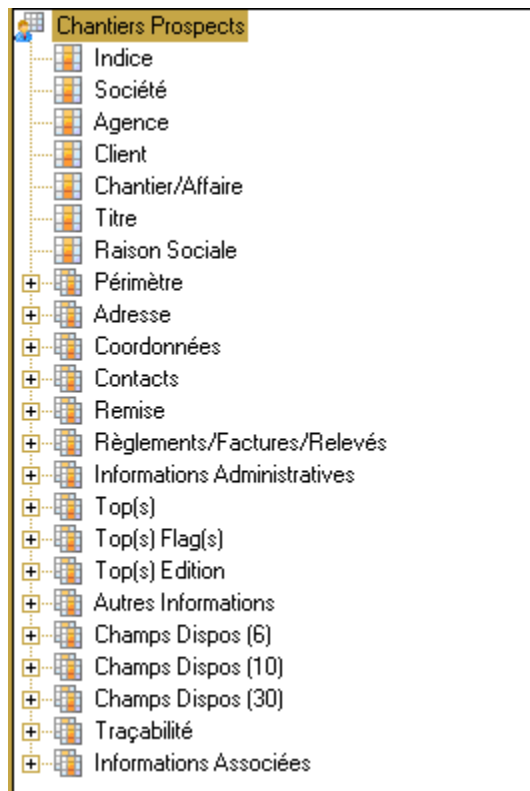 Chantiers Prospects
Indice
Société
Agence
Client
Chantier/Affaire
Titre
Raison Sociale
Périmètre
Adresse
Coordonnées
Contacts
Remise
Règlements/Factures/Relevés
Informations Administratives
Top(s)
Top(s) Flag(s)
Top(s) Edition
Autres Informations
Champs Dispos (6)
Champs Dispos (10)
Champs Dispos (30)
Traçabilité
Informations Associées